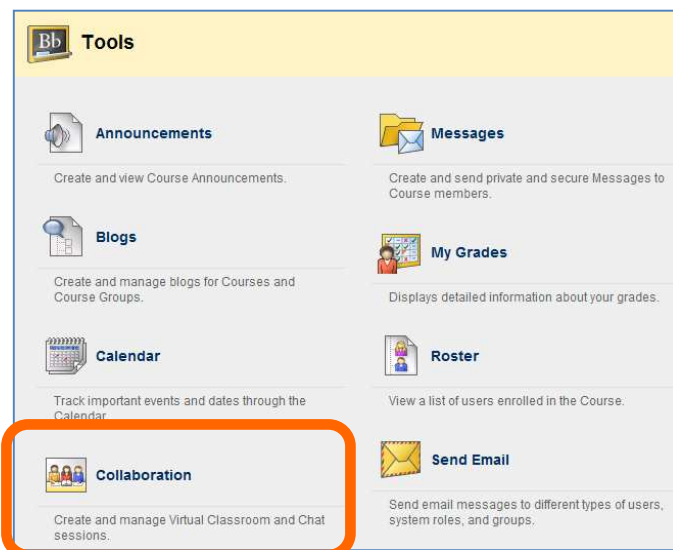 Bb Tools
Announcements
Create and view Course Announcements.
Blogs
Create and manage blogs for Courses and
Course Groups.
Calendar
Track important events and dates through the
Calendar.
Collaboration
Create and manage Virtual Classroom and Chat
sessions.
Messages
Create and send private and secure Messages to
Course members.
My Grades
Displays detailed information about your grades.
Roster
View a list of users enrolled in the Course.
Send Email
Send email messages to different types of users,
system roles, and groups.